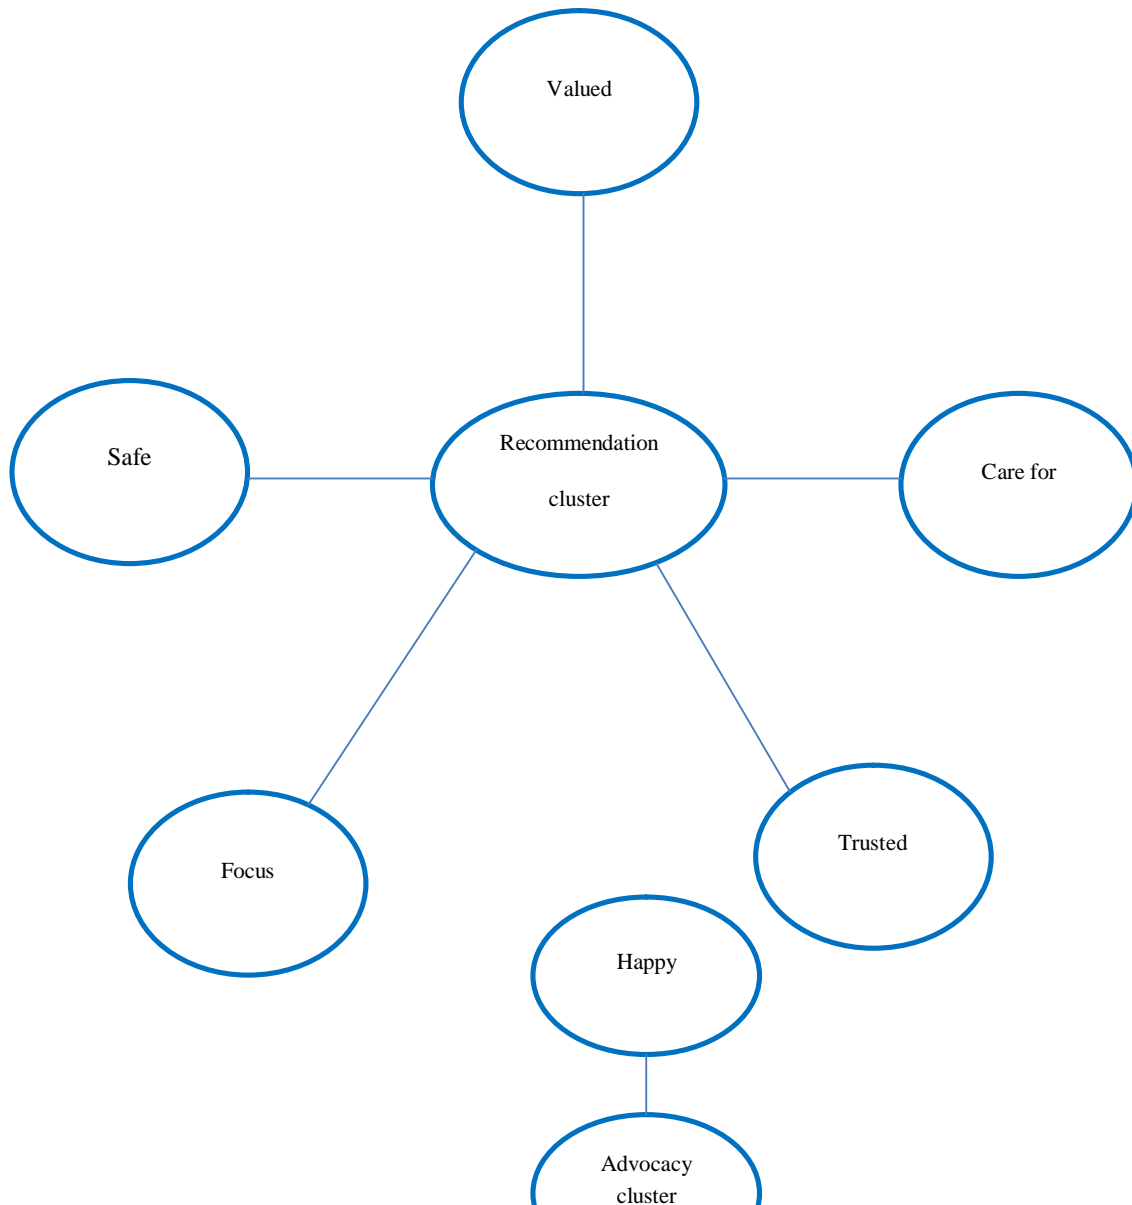 Valued
Recommendation
cluster
Safe
Care for
Trusted
Focus
Happy
Advocacy
cluster